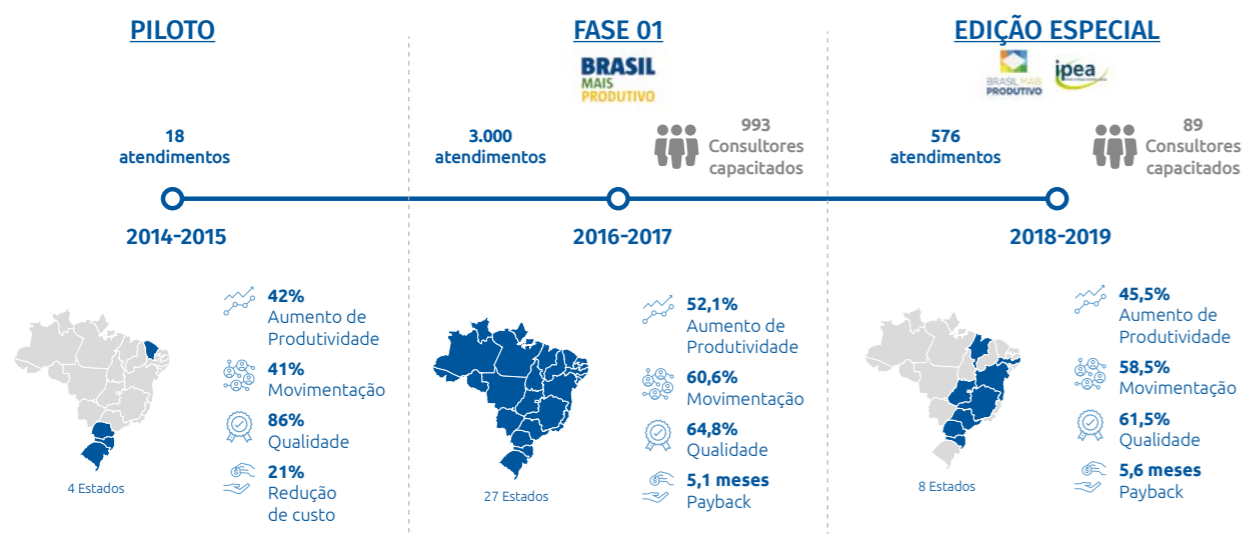 PILOTO
18
atendimentos
2014-2015
42%
Aumento de
Produtividade
41%
Movimentação
86%
Qualidade
21%
Redução
de custo
4 Estados
FASE 01
BRASIL
MAIS
PRODUTIVO
3.000
atendimentos
993
Consultores
capacitados
2016-2017
52,1%
Aumento de
Produtividade
60,6%
Movimentação
64,8%
Qualidade
5,1 meses
Payback
27 Estados
EDIÇÃO ESPECIAL
BRASIL MAIS
PRODUTIVO
ipea
576
atendimentos
89
Consultores
capacitados
2018-2019
45,5%
Aumento de
Produtividade
58,5%
Movimentação
61,5%
Qualidade
5,6 meses
Payback
8 Estados